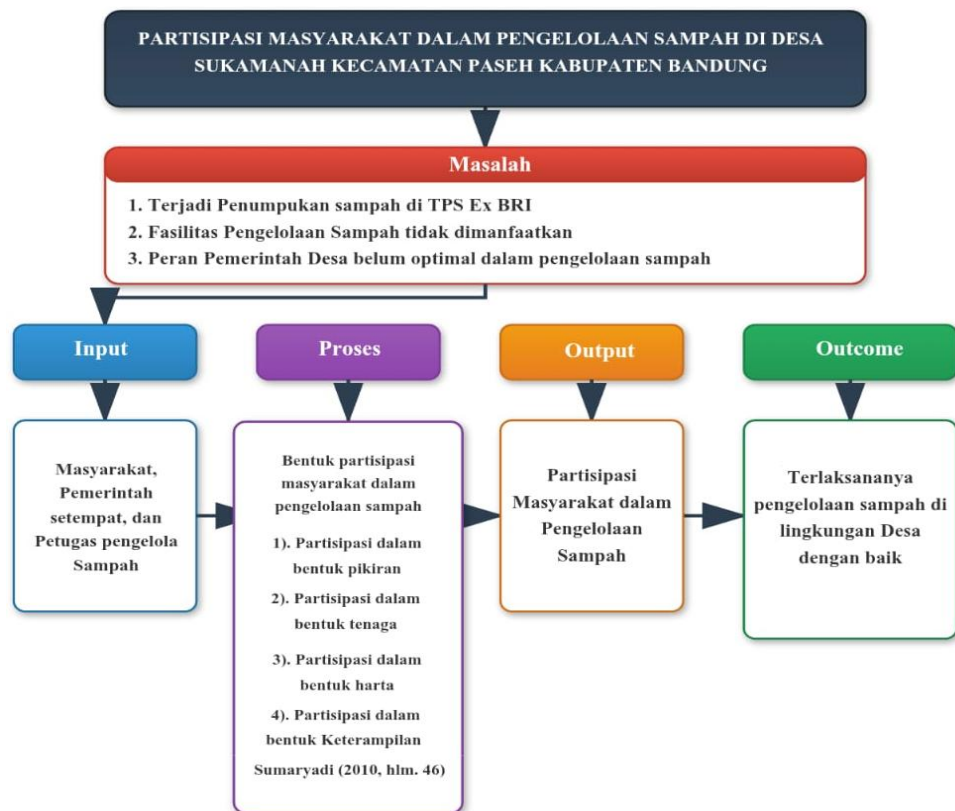 PARTISIPASI MASYARAKAT DALAM PENGELOLAAN SAMPAH DI DESA
SUKAMANAH KECAMATAN PASEH KABUPATEN BANDUNG
Masalah
1. Terjadi Penumpukan sampah di TPS Ex BRI
2. Fasilitas Pengelolaan Sampah tidak dimanfaatkan
3. Peran Pemerintah Desa belum optimal dalam pengelolaan sampah
Input
Masyarakat,
Pemerintah
setempat, dan
Petugas pengelola
Sampah
Proses
Bentuk partisipasi
masyarakat dalam
pengelolaan sampah
1). Partisipasi dalam
bentuk pikiran
2). Partisipasi dalam
bentuk tenaga
3). Partisipasi dalam
bentuk harta
4). Partisipasi dalam
bentuk Keterampilan
Sumaryadi (2010, hlm. 46)
Output
Partisipasi
Masyarakat dalam
Pengelolaan
Sampah
Outcome
Terlaksananya
pengelolaan sampah di
lingkungan Desa
dengan baik